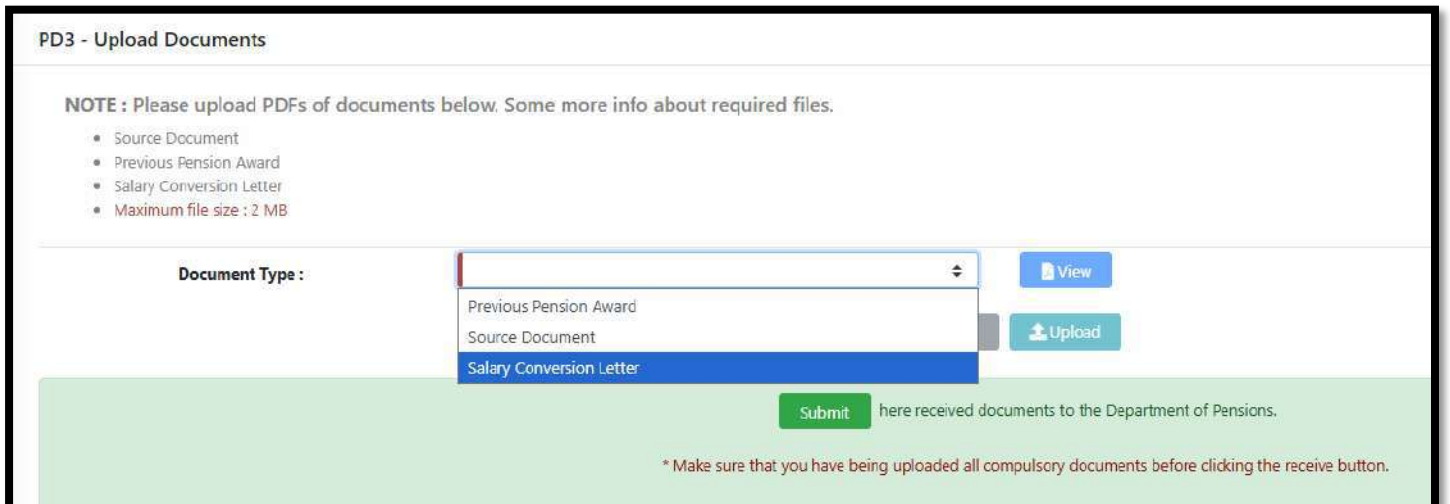 PD3 - Upload Documents
NOTE : Please upload PDFs of documents below. Some more info about required files.
Source Document
Previous Pension Award
Salary Conversion Letter
Maximum file size : 2 MB
Document Type :
View
Previous Pension Award
Source Document
Upload
Salary Conversion Letter
Submit here received documents to the Department of Pensions.
* Make sure that you have being uploaded all compulsory documents before clicking the receive button.